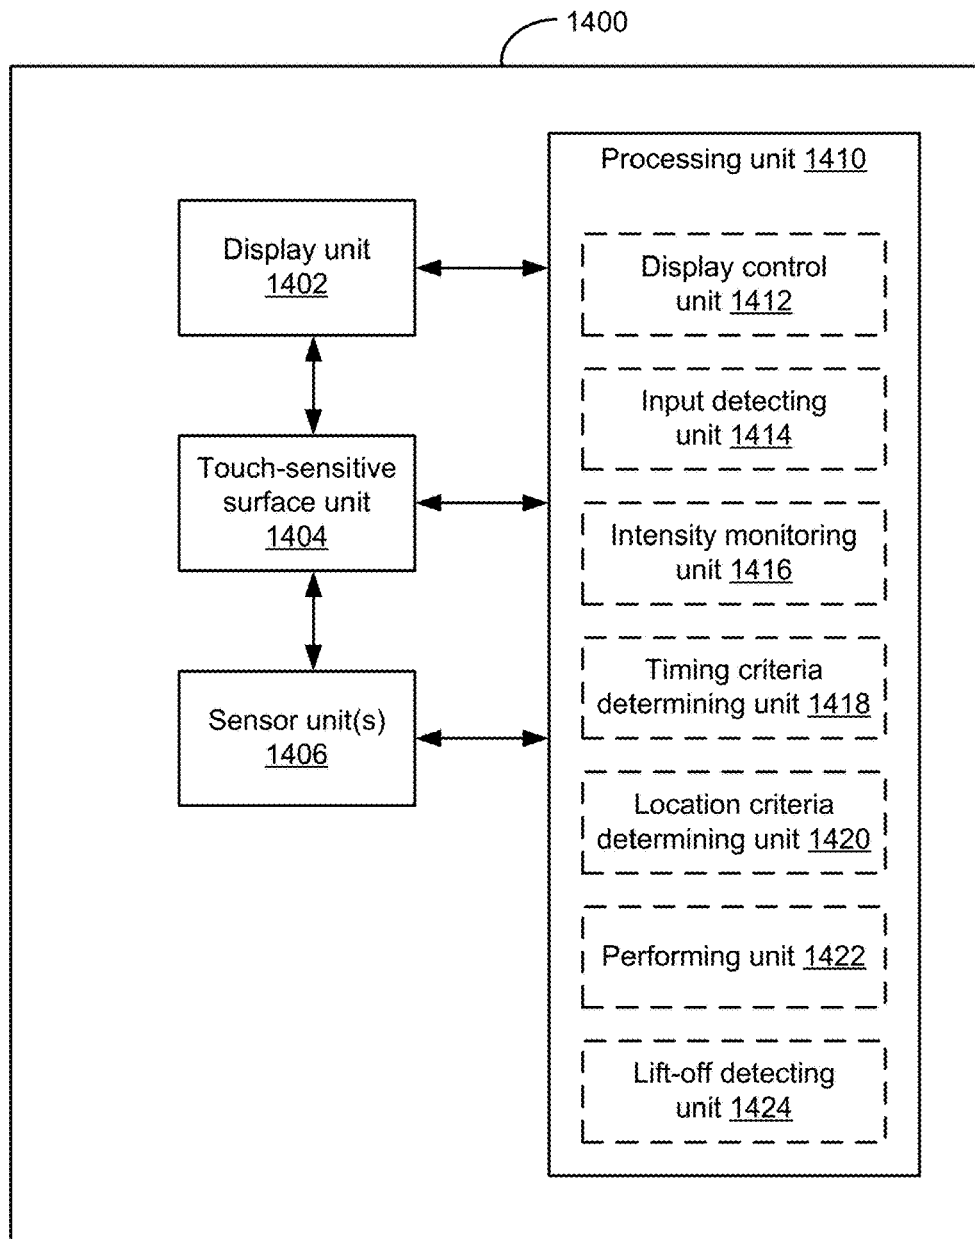 1400
Processing unit 1410
Display unit
1402
Display control
unit 1412
Input detecting
unit 1414
Touch-sensitive
surface unit
1404
Intensity monitoring
unit 1416
Timing criteria
determining unit 1418
Sensor unit(s)
1406
Location criteria
determining unit 1420
Performing unit 1422
Lift-off detecting
unit 1424